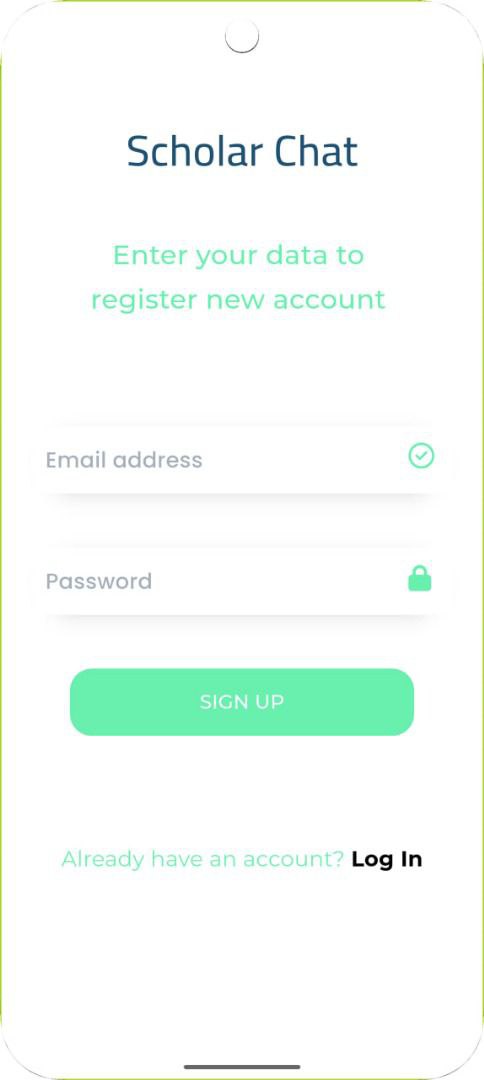 Scholar Chat
Enter your data to
register new account
Email address
Password
SIGN UP
Already have an account? Log In